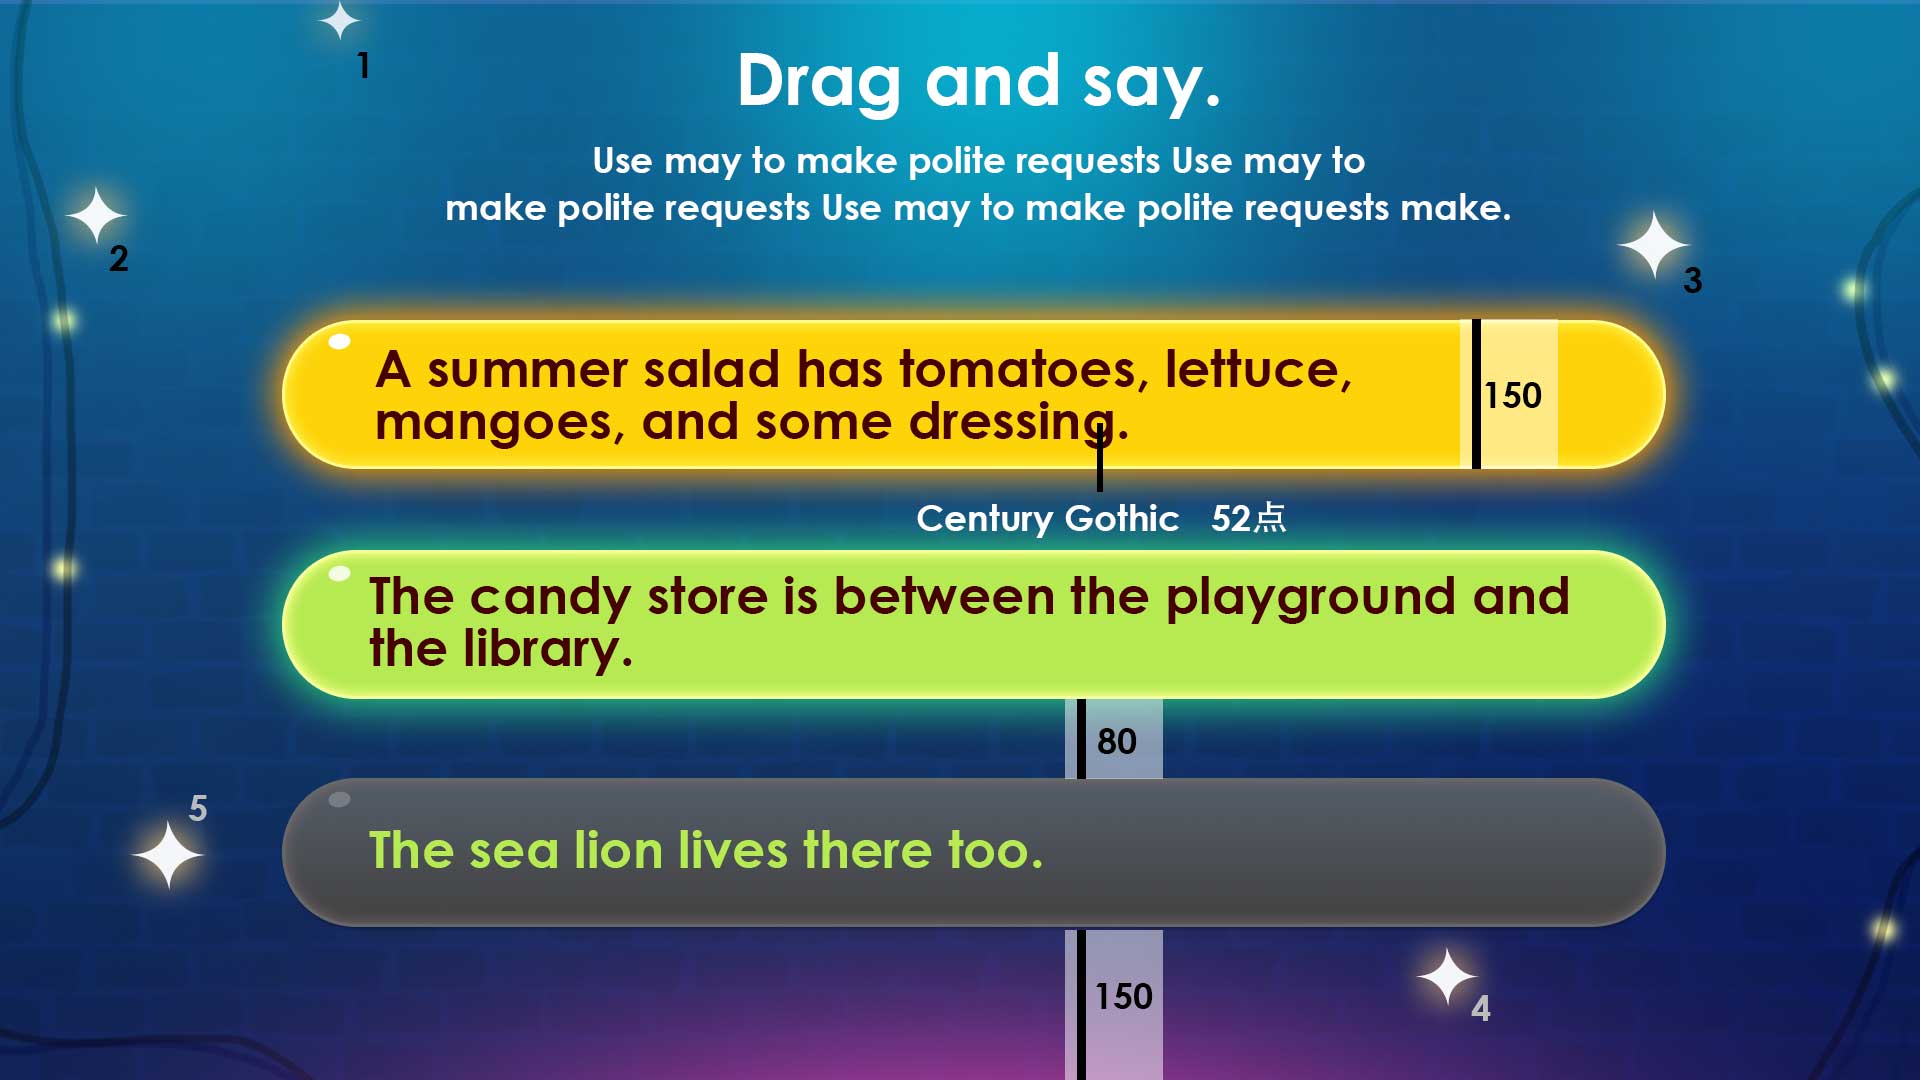 1
Drag and say.
Use may to make polite requests Use may to
make polite requests Use may to make polite requests make.
2
3
A summer salad has tomatoes, lettuce,
mangoes, and some dressing.
150
Century Gothic 52点
The candy store is between the playground and
the library.
80
5
The sea lion lives there too.
150
4